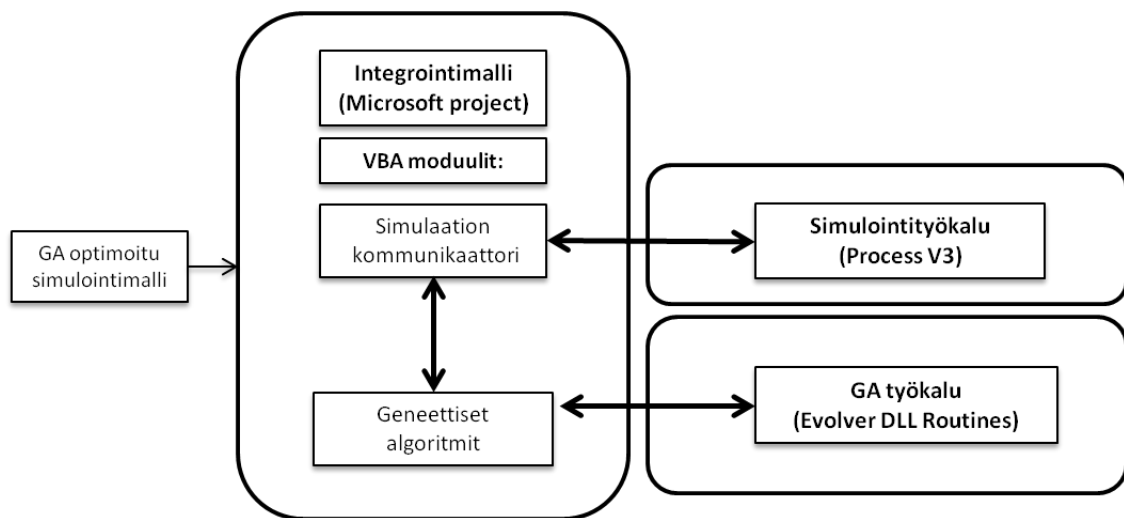 Integrointimalli
(Microsoft project)
VBA moduulit:
Simulaation
kommunikaattori
Geneettiset
algoritmit
GA optimoitu
simulointimalli
Simulointityökalu
(Process V3)
GA työkalu
(Evolver DLL Routines)